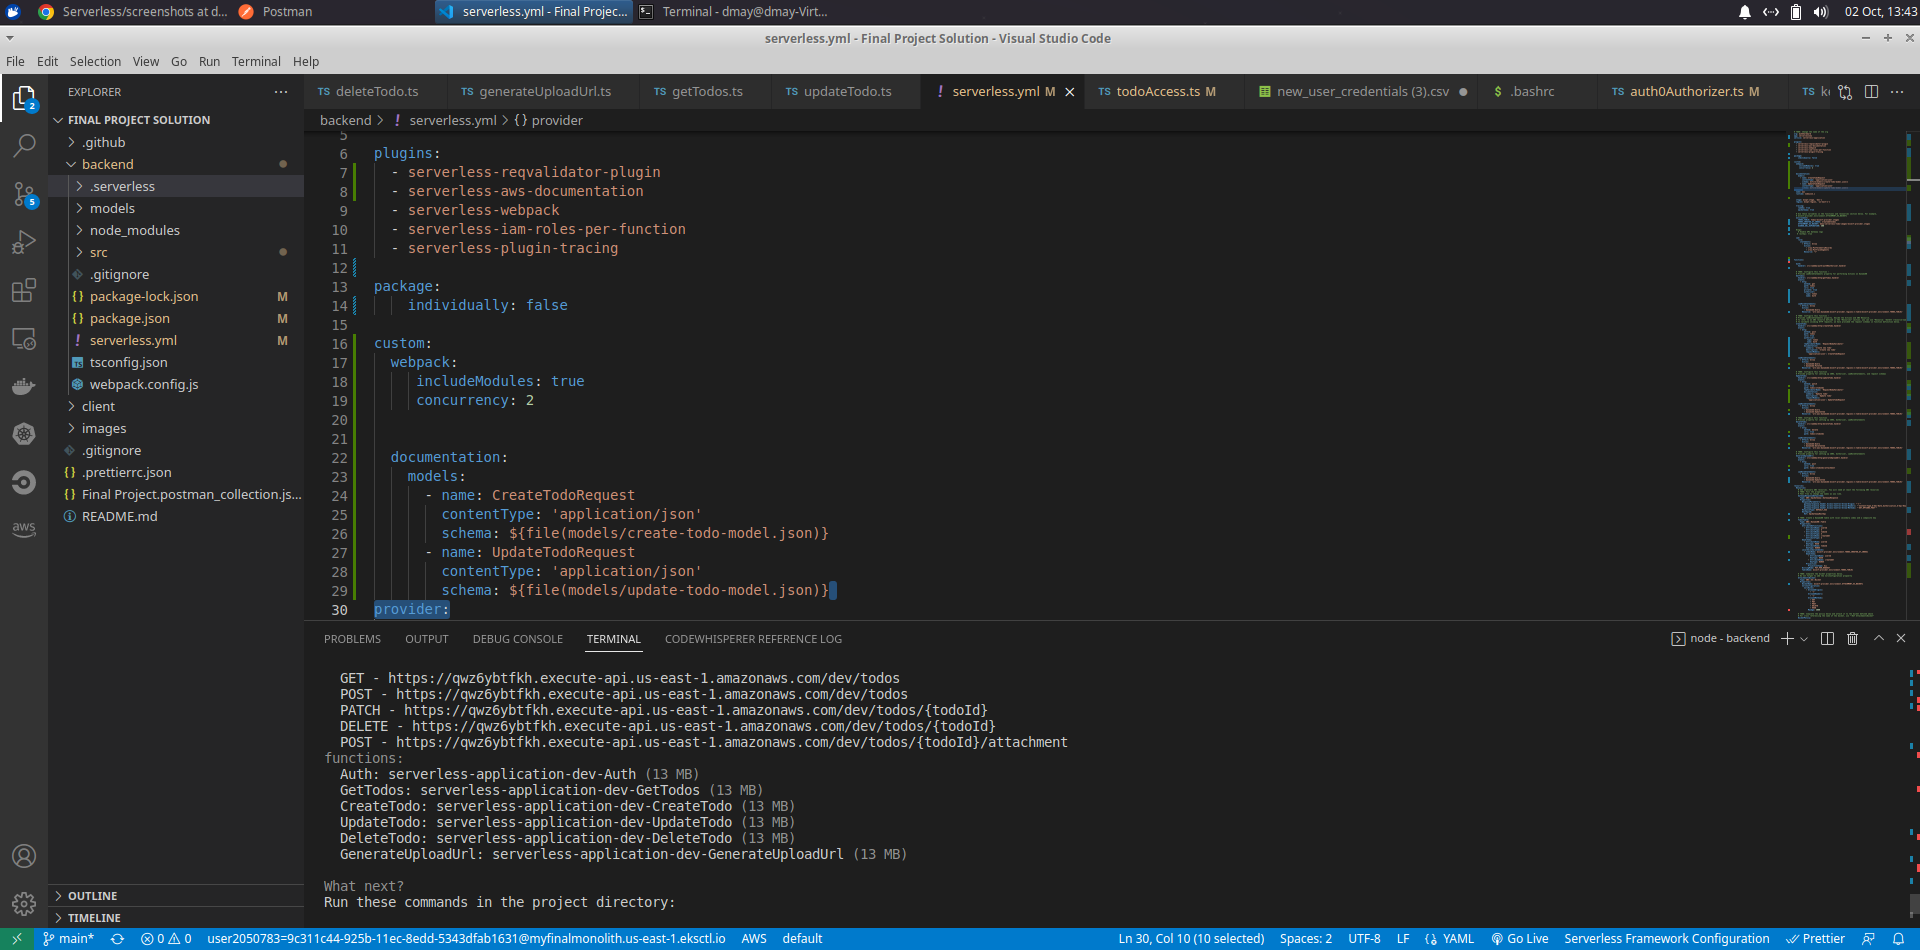 Serverless/screenshots at d...
Postman
serverless.yml - Final Projec...
Terminal - dmay@dmay-Virt...
02 Oct, 13:43
serverless.yml - Final Project Solution - Visual Studio Code
File Edit Selection View Go Run Terminal Help
EXPLORER
TS deleteTodo.ts
TS generateUploadUrl.ts
TS getTodos.ts
TS updateTodo.ts
! serverless.yml M
TS todoAccess.ts M
new_user_credentials (3).csv
$ .bashrc
TS auth0Authorizer.ts M
TS k
backend > ! serverless.yml > {} provider
FINAL PROJECT SOLUTION
.github
backend
.serverless
models
node_modules
src
.gitignore
{} package-lock.json M
{} package.json M
! serverless.yml M
tsconfig.json
webpack.config.js
client
images
.gitignore
{} .prettierrc.json
{} Final Project.postman_collection.js...
README.md
OUTLINE
TIMELINE
2
5
aws
5
6 plugins:
7 - serverless-reqvalidator-plugin
8 - serverless-aws-documentation
9 - serverless-webpack
10 - serverless-iam-roles-per-function
11 - serverless-plugin-tracing
12
13 package:
14 individually: false
15
16 custom:
17 webpack:
18 includeModules: true
19 concurrency: 2
20
21
22 documentation:
23 models:
24 - name: CreateTodoRequest
25 contentType: 'application/json'
26 schema: ${file(models/create-todo-model.json)}
27 - name: UpdateTodoRequest
28 contentType: 'application/json'
29 schema: ${file(models/update-todo-model.json)}
30 provider:
PROBLEMS OUTPUT DEBUG CONSOLE TERMINAL CODEWHISPERER REFERENCE LOG
node - backend
GET - https://qwz6ybtfkh.execute-api.us-east-1.amazonaws.com/dev/todos
POST - https://qwz6ybtfkh.execute-api.us-east-1.amazonaws.com/dev/todos
PATCH - https://qwz6ybtfkh.execute-api.us-east-1.amazonaws.com/dev/todos/{todoId}
DELETE - https://qwz6ybtfkh.execute-api.us-east-1.amazonaws.com/dev/todos/{todoId}
POST - https://qwz6ybtfkh.execute-api.us-east-1.amazonaws.com/dev/todos/{todoId}/attachment
functions:
Auth: serverless-application-dev-Auth (13 MB)
GetTodos: serverless-application-dev-GetTodos (13 MB)
CreateTodo: serverless-application-dev-CreateTodo (13 MB)
UpdateTodo: serverless-application-dev-UpdateTodo (13 MB)
DeleteTodo: serverless-application-dev-DeleteTodo (13 MB)
GenerateUploadUrl: serverless-application-dev-GenerateUploadUrl (13 MB)
What next?
Run these commands in the project directory:
main* 0 0 user2050783=9c311c44-925b-11ec-8edd-5343dfab1631@myfinalmonolith.us-east-1.eksctl.io AWS default
Ln 30, Col 10 (10 selected) Spaces: 2 UTF-8 LF YAML Go Live Serverless Framework Configuration Prettier